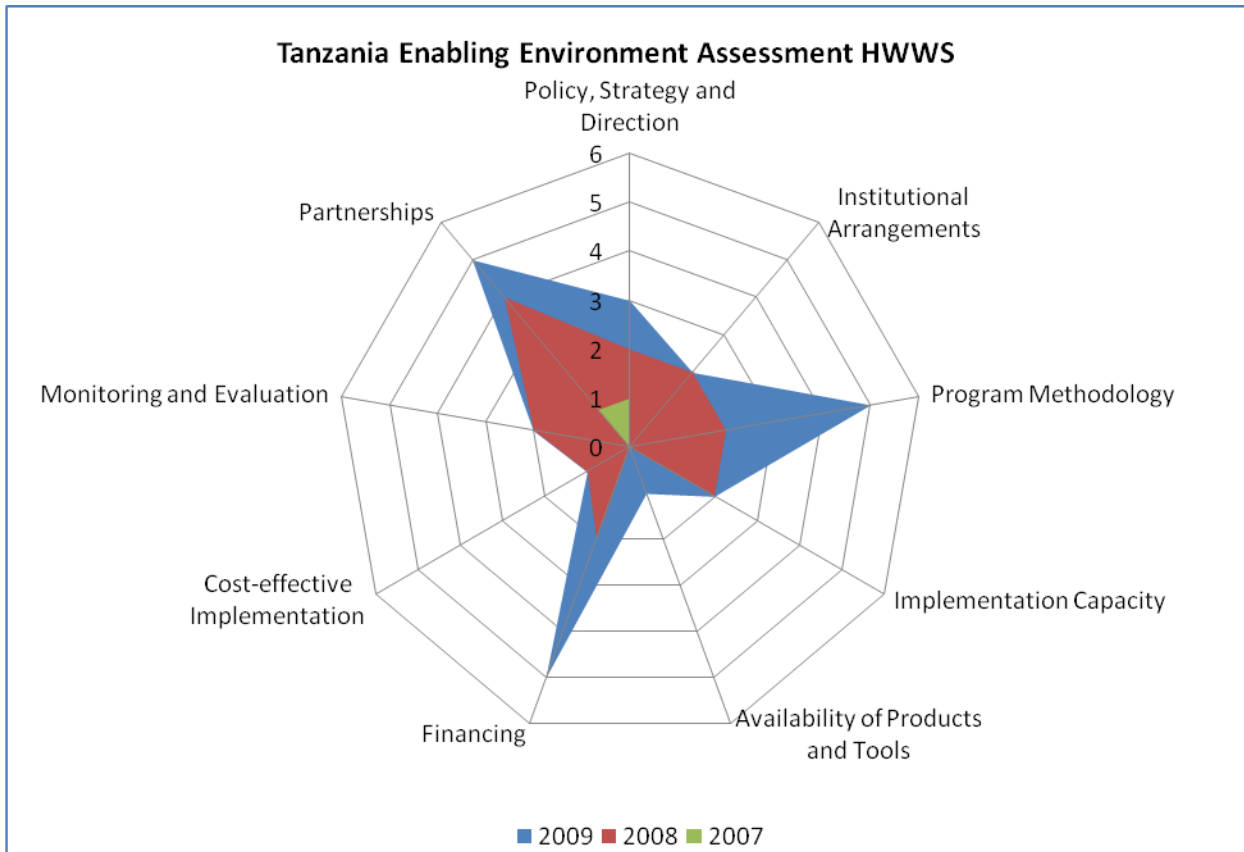 Tanzania Enabling Environment Assessment HWWS
Policy, Strategy and
Direction
6
5
4
3
2
1
0
Institutional
Arrangements
Program Methodology
Implementation Capacity
Availability of Products
and Tools
Financing
Cost-effective
Implementation
Monitoring and Evaluation
Partnerships
2009 2008 2007